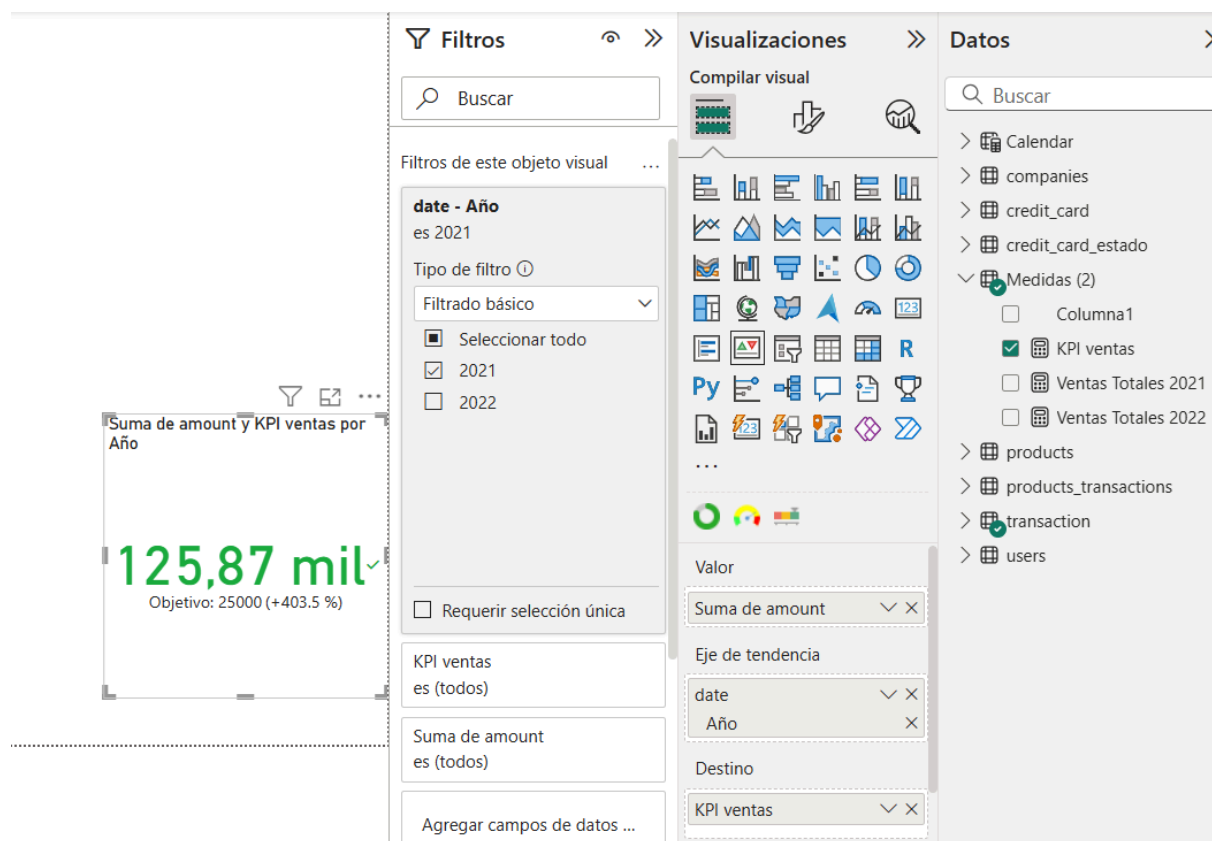 Suma de amount y KPI ventas por
Año
125,87 mil
Objetivo: 25000 (+403.5 %)
Filtros
Buscar
Filtros de este objeto visual
...
date - Año
es 2021
Tipo de filtro
Filtrado básico
Seleccionar todo
2021
2022
Requerir selección única
KPI ventas
es (todos)
Suma de amount
es (todos)
Agregar campos de datos ...
Visualizaciones
Compilar visual
123
R
Py
123
...
Valor
Suma de amount
Eje de tendencia
date
Año
Destino
KPI ventas
Datos
Buscar
Calendar
companies
credit_card
credit_card_estado
Medidas (2)
Columna1
KPI ventas
Ventas Totales 2021
Ventas Totales 2022
products
products_transactions
transaction
users